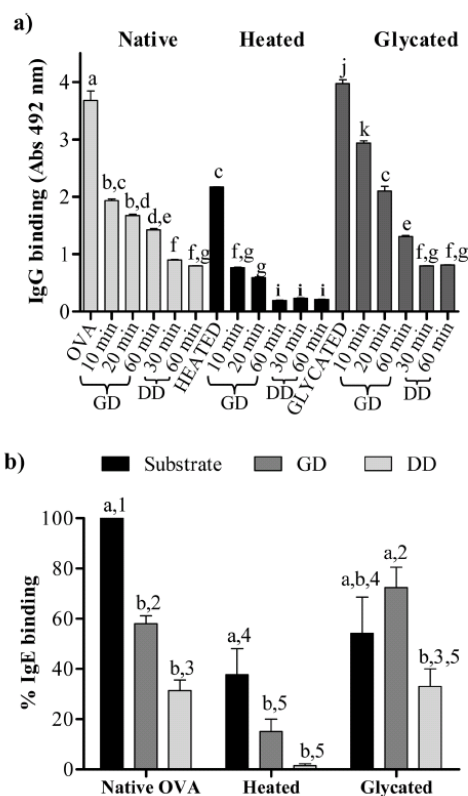 a)
Native Heated Glycated
IgG binding (Abs 492 nm)
4
3
2
1
0
a
b,c
b,d
d,e
f
f,g
c
f,g
g
i
i
i
j
k
c
e
f,g
f,g
OVA
10 min
20 min
60 min
30 min
60 min
HEATED
10 min
20 min
60 min
30 min
60 min
GLYCATED
10 min
20 min
60 min
30 min
60 min
GD DD GD DD GD DD
b)
Substrate GD DD
% IgE binding
100
80
60
40
20
0
a,1
b,2
b,3
a,4
b,5
b,5
a,b,4
a,2
b,3,5
Native OVA Heated Glycated